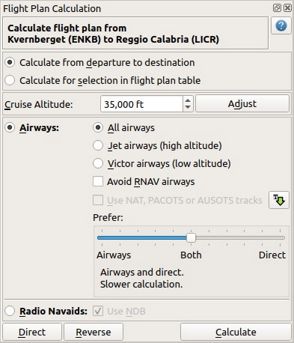 Flight Plan Calculation
Calculate flight plan from
Kvernberget (ENKB) to Reggio Calabria (LICR)
Calculate from departure to destination
Calculate for selection in flight plan table
Cruise Altitude: 35,000 ft Adjust
Airways: All airways
Jet airways (high altitude)
Victor airways (low altitude)
Avoid RNAV airways
Use NAT, PACOTS or AUSOTS tracks
Prefer:
Airways Both Direct
Airways and direct.
Slower calculation.
Radio Navaids: Use NDB
Direct Reverse Calculate